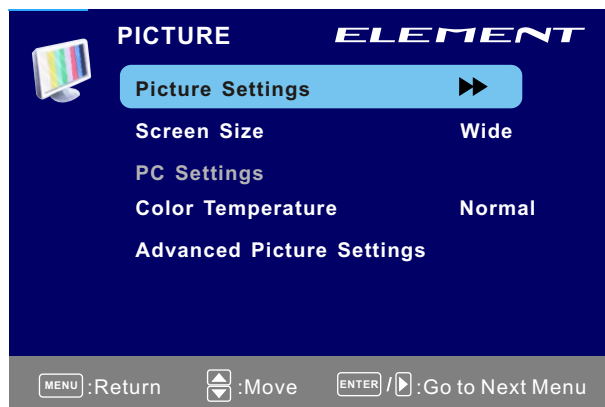 PICTURE ELEMENT
Picture Settings
Screen Size Wide
PC Settings
Color Temperature Normal
Advanced Picture Settings
MENU :Return :Move ENTER / :Go to Next Menu